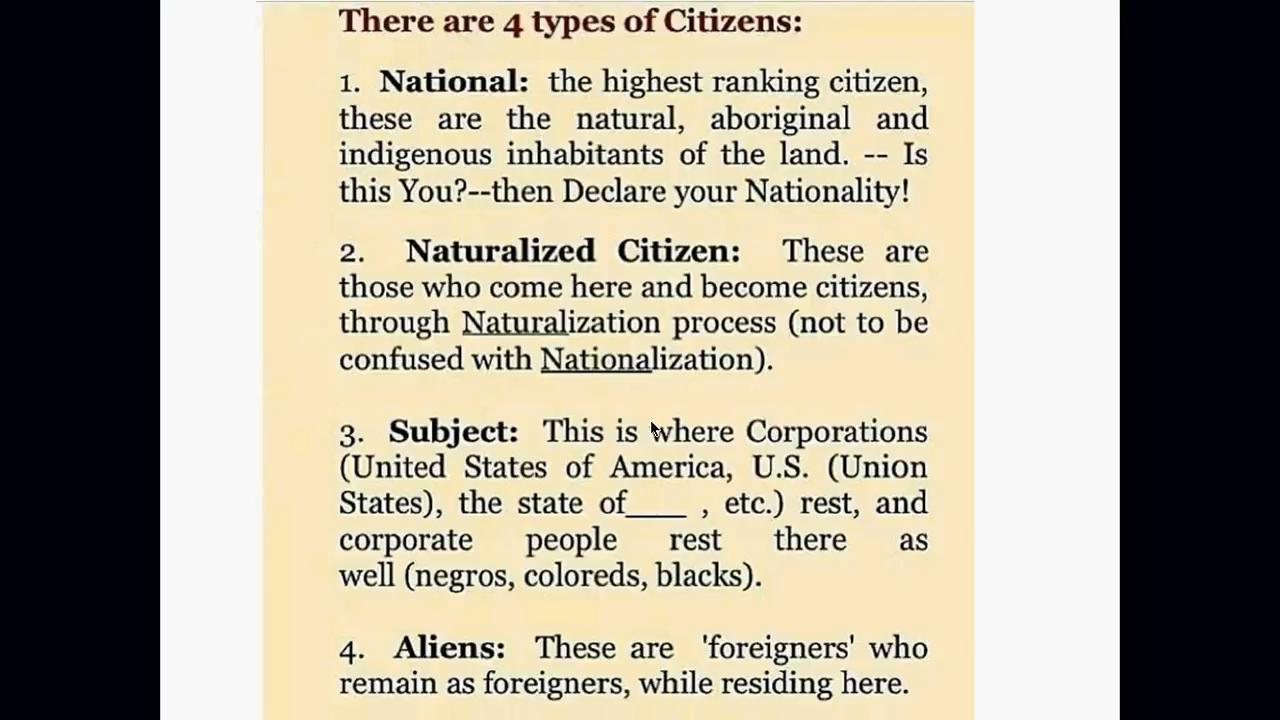 There are 4 types of Citizens:
1. National: the highest ranking citizen,
these are the natural, aboriginal and
indigenous inhabitants of the land. -- Is
this You?--then Declare your Nationality!
2. Naturalized Citizen: These are
those who come here and become citizens,
through Naturalization process (not to be
confused with Nationalization).
3. Subject: This is where Corporations
(United States of America, U.S. (Union
States), the state of____ , etc.) rest, and
corporate people rest there as
well (negros, coloreds, blacks).
4. Aliens: These are 'foreigners' who
remain as foreigners, while residing here.